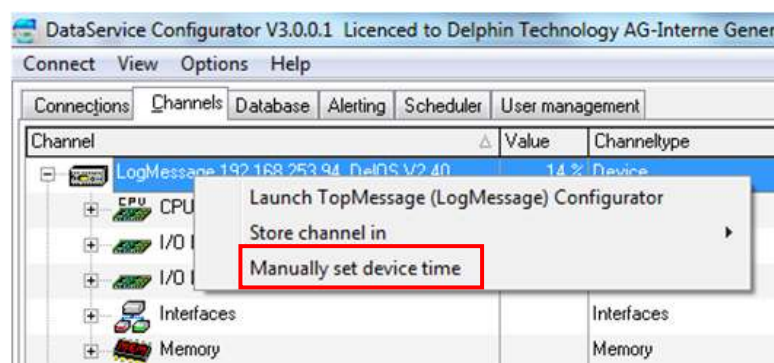 DataService Configurator V3.0.0.1 Licenced to Delphin Technology AG-Interne Gener
Connect View Options Help
Connections Channels Database Alerting Scheduler User management
Channel Value Channeltype
LogMessage 192.168.253.94 DelOS V2.40 14 % Device
CPU
Launch TopMessage (LogMessage) Configurator
I/O
Store channel in
I/O
Manually set device time
Interfaces Interfaces
Memory Memory